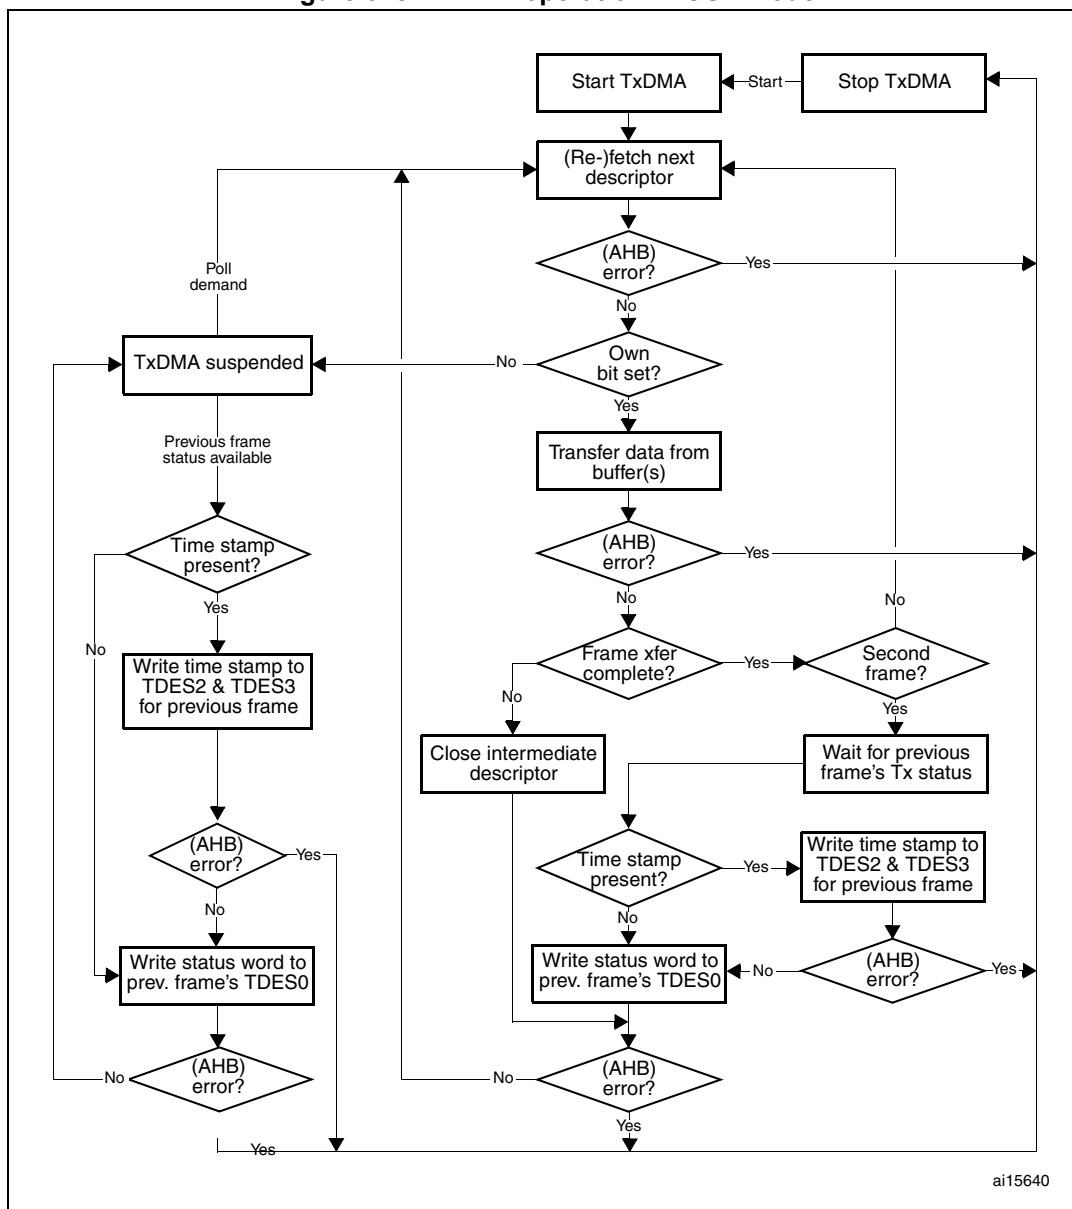 Start TxDMA
Start
Stop TxDMA
(Re-)fetch next
descriptor
(AHB)
error?
Yes
No
Poll
demand
TxDMA suspended
No
Own
bit set?
Yes
Previous frame
status available
Transfer data from
buffer(s)
Time stamp
present?
(AHB)
error?
Yes
No
Yes
No
No
Write time stamp to
TDES2 & TDES3
for previous frame
Frame xfer
complete?
Yes
Second
frame?
No
Yes
Close intermediate
descriptor
Wait for previous
frame's Tx status
(AHB)
error?
Yes
No
Time stamp
present?
Yes
Write time stamp to
TDES2 & TDES3
for previous frame
No
Write status word to
prev. frame's TDES0
Write status word to
prev. frame's TDES0
No
(AHB)
error?
Yes
No
(AHB)
error?
No
(AHB)
error?
Yes
Yes
ai15640